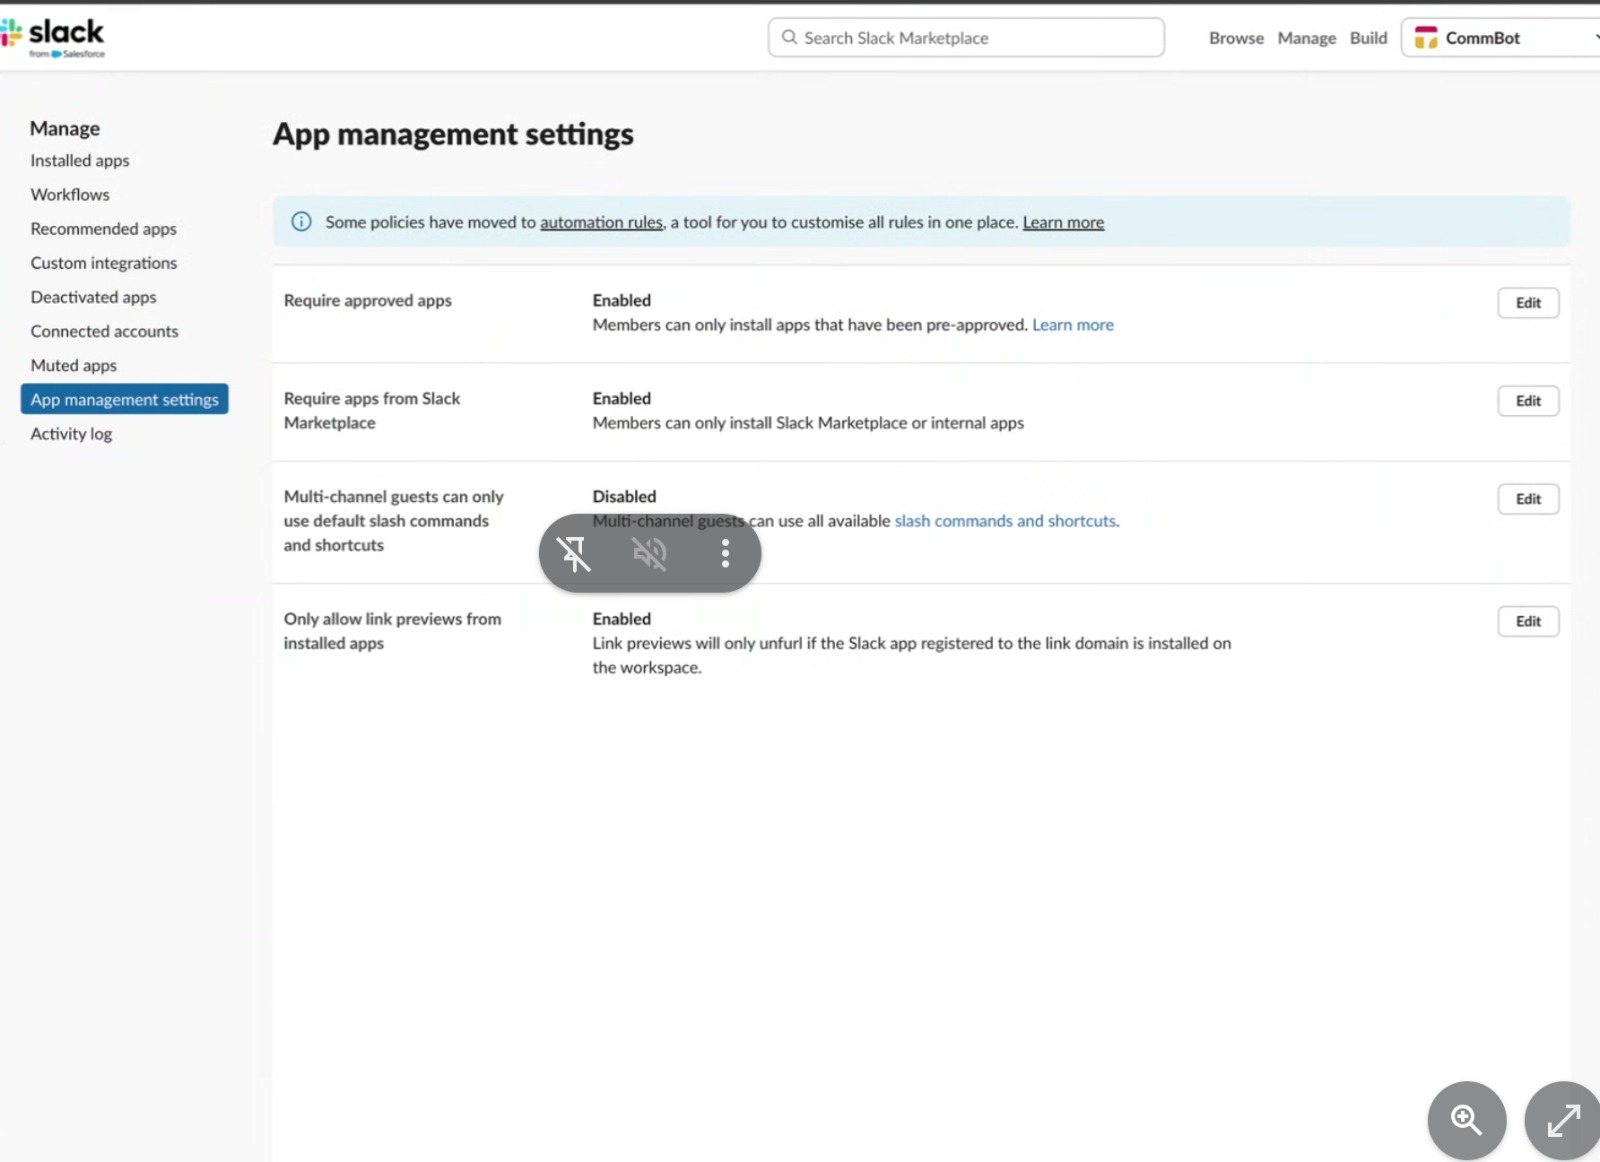 slack
from Salesforce
Search Slack Marketplace
Browse Manage Build CommBot
Manage
Installed apps
Workflows
Recommended apps
Custom integrations
Deactivated apps
Connected accounts
Muted apps
App management settings
Activity log
App management settings
Some policies have moved to automation rules, a tool for you to customise all rules in one place. Learn more
Require approved apps
Enabled
Members can only install apps that have been pre-approved. Learn more
Edit
Require apps from Slack
Marketplace
Enabled
Members can only install Slack Marketplace or internal apps
Edit
Multi-channel guests can only
use default slash commands
and shortcuts
Disabled
Multi-channel guests can use all available slash commands and shortcuts.
Edit
Only allow link previews from
installed apps
Enabled
Link previews will only unfurl if the Slack app registered to the link domain is installed on
the workspace.
Edit